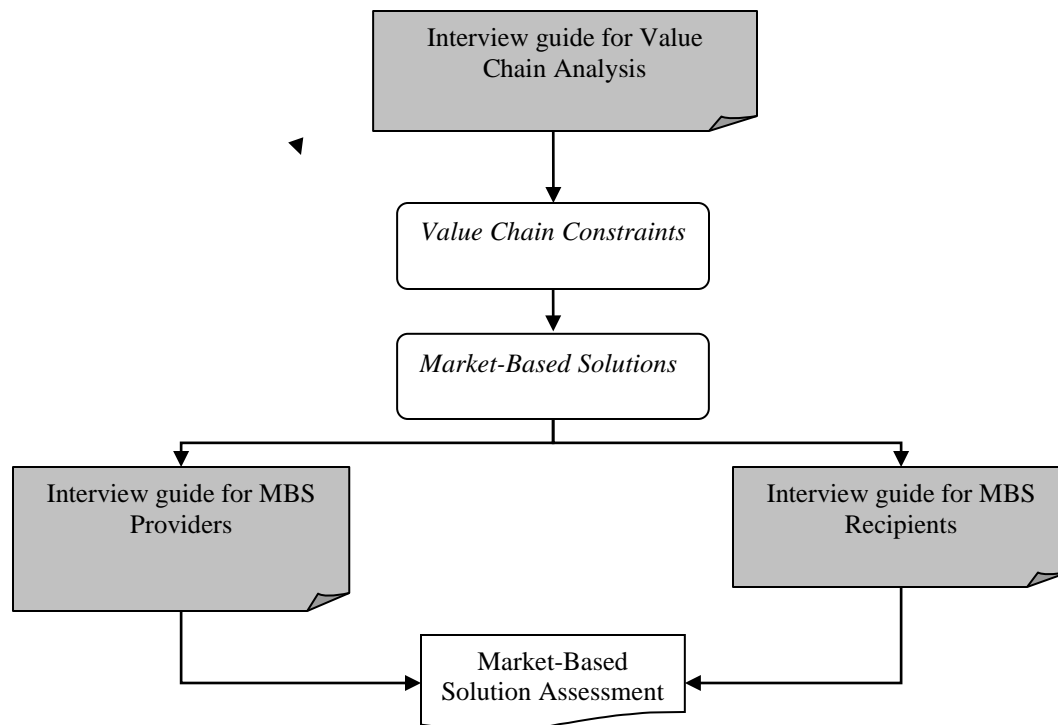 Interview guide for Value
Chain Analysis
Value Chain Constraints
Market-Based Solutions
Interview guide for MBS
Providers
Interview guide for MBS
Recipients
Market-Based
Solution Assessment